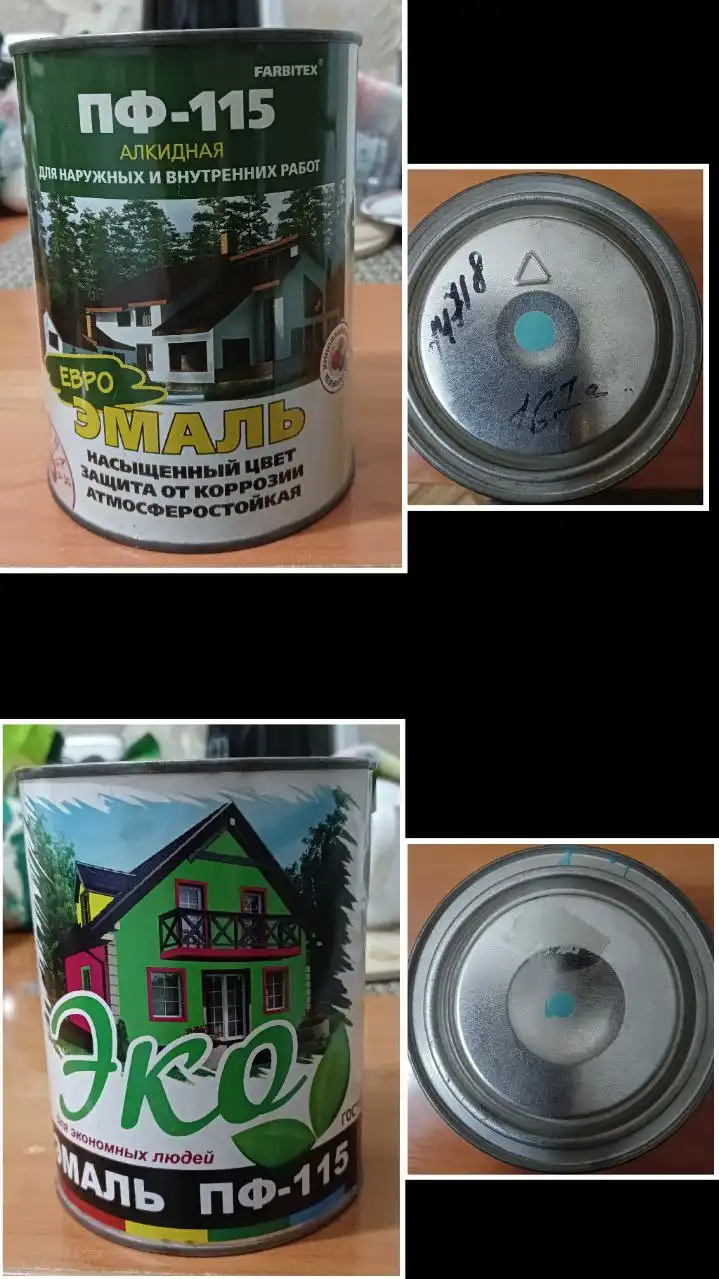 FARBITEX®
ПФ-115
АЛКИДНАЯ
ДЛЯ НАРУЖНЫХ И ВНУТРЕННИХ РАБОТ
ЕВРО
ЭМАЛЬ
НАСЫЩЕННЫЙ ЦВЕТ
ЗАЩИТА ОТ КОРРОЗИИ
АТМОСФЕРОСТОЙКАЯ
Эко
ГОСТ
для экономных людей
ЭМАЛЬ ПФ-115